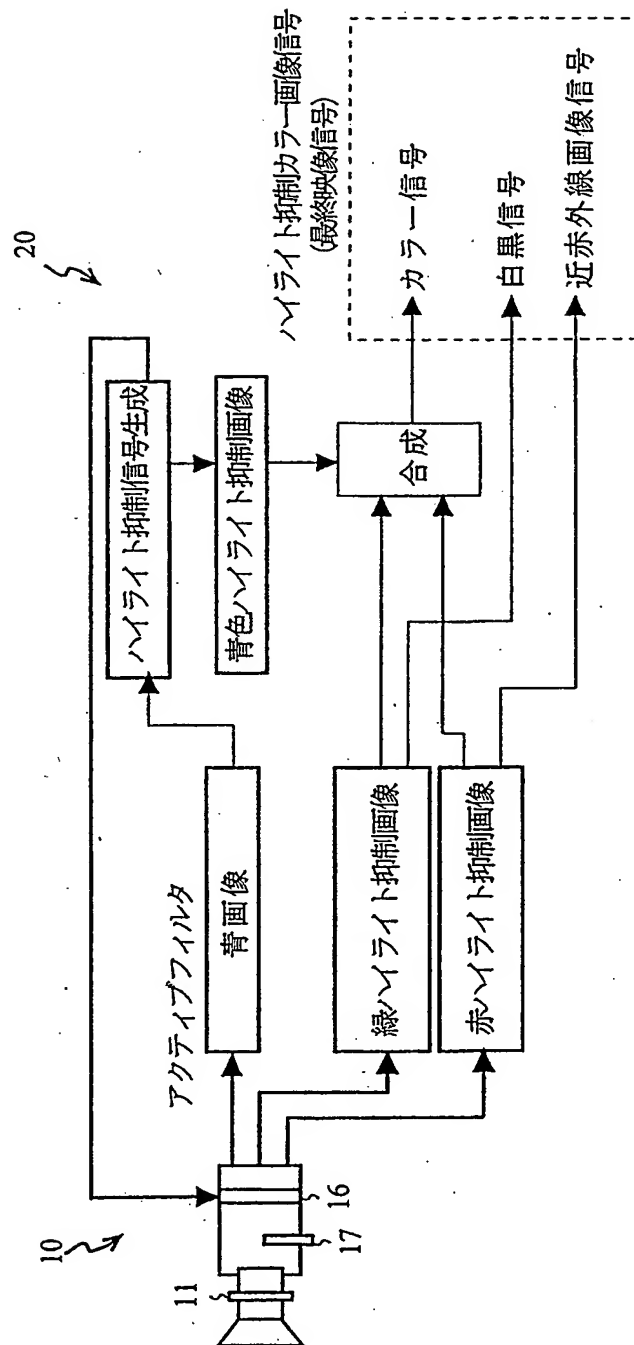 20
ハイライト抑制カラー画像信号
(最終映像信号)
カラー信号
白黒信号
近赤外線画像信号
ハイライト抑制信号生成
青色ハイライト抑制画像
合成
アクティブフィルタ
青画像
緑ハイライト抑制画像
赤ハイライト抑制画像
10
11
16
17